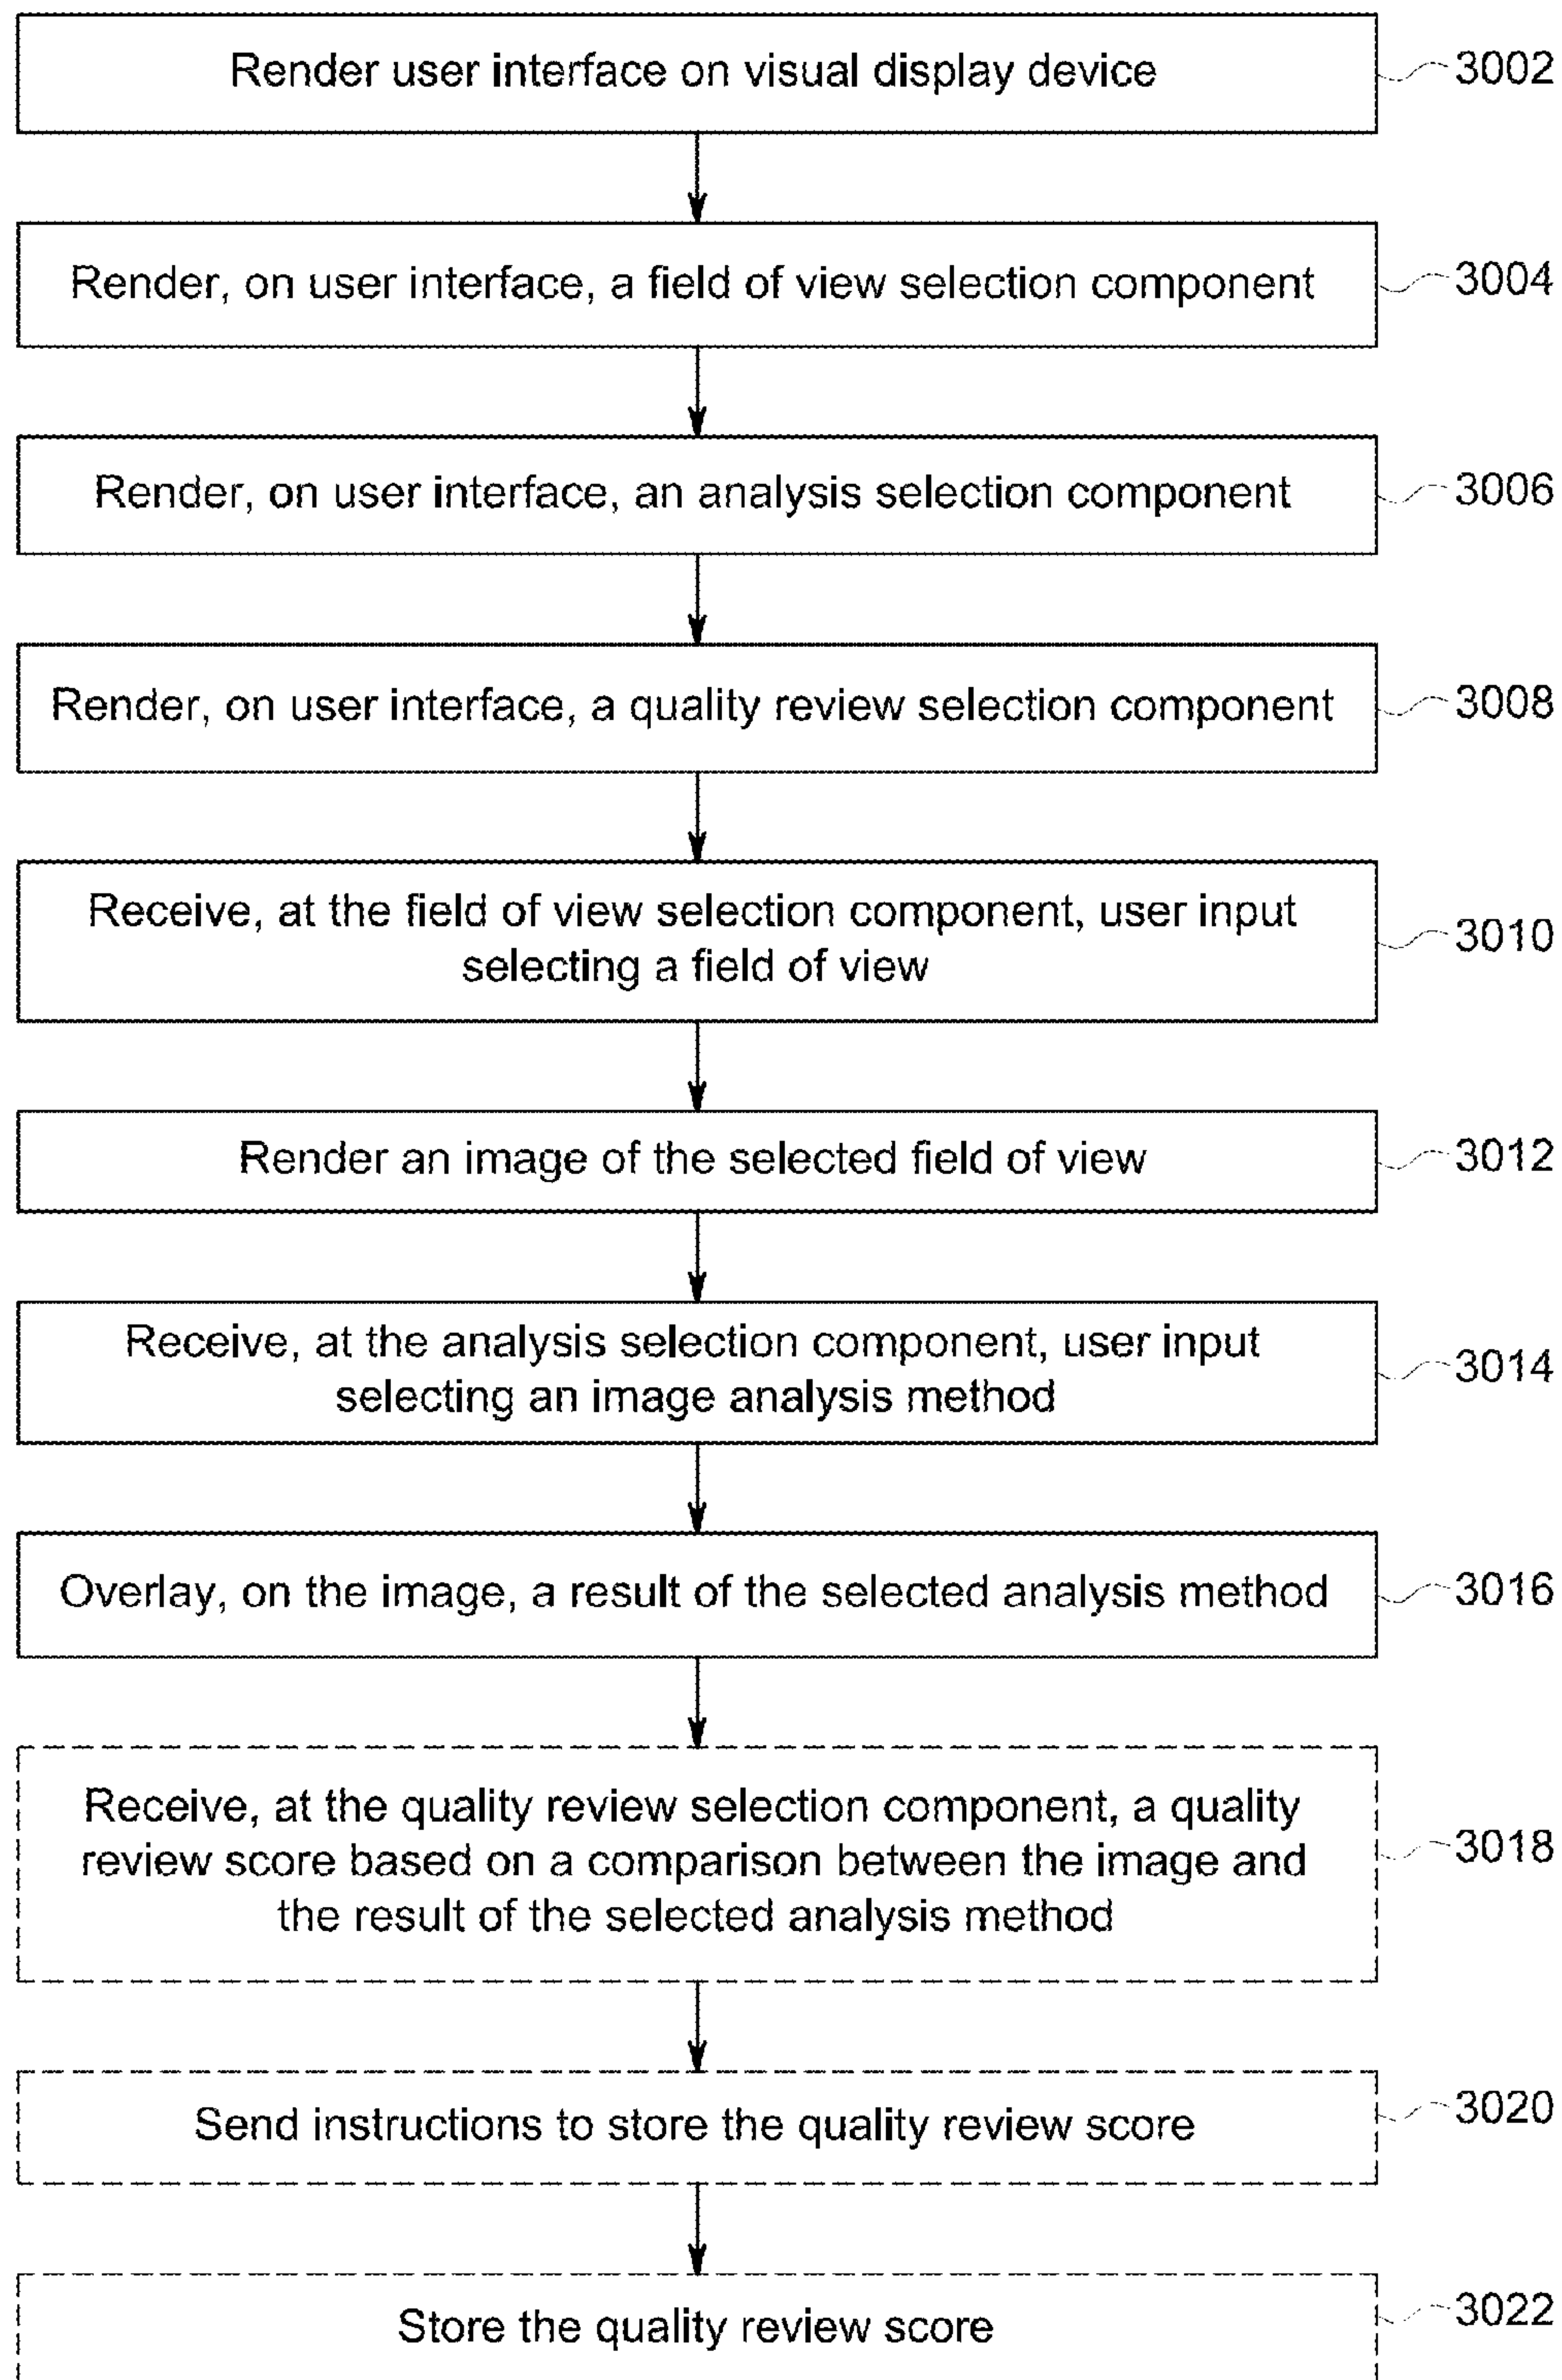 Render user interface on visual display device
3002
Render, on user interface, a field of view selection component
3004
Render, on user interface, an analysis selection component
3006
Render, on user interface, a quality review selection component
3008
Receive, at the field of view selection component, user input
selecting a field of view
3010
Render an image of the selected field of view
3012
Receive, at the analysis selection component, user input
selecting an image analysis method
3014
Overlay, on the image, a result of the selected analysis method
3016
Receive, at the quality review selection component, a quality
review score based on a comparison between the image and
the result of the selected analysis method
3018
Send instructions to store the quality review score
3020
Store the quality review score
3022